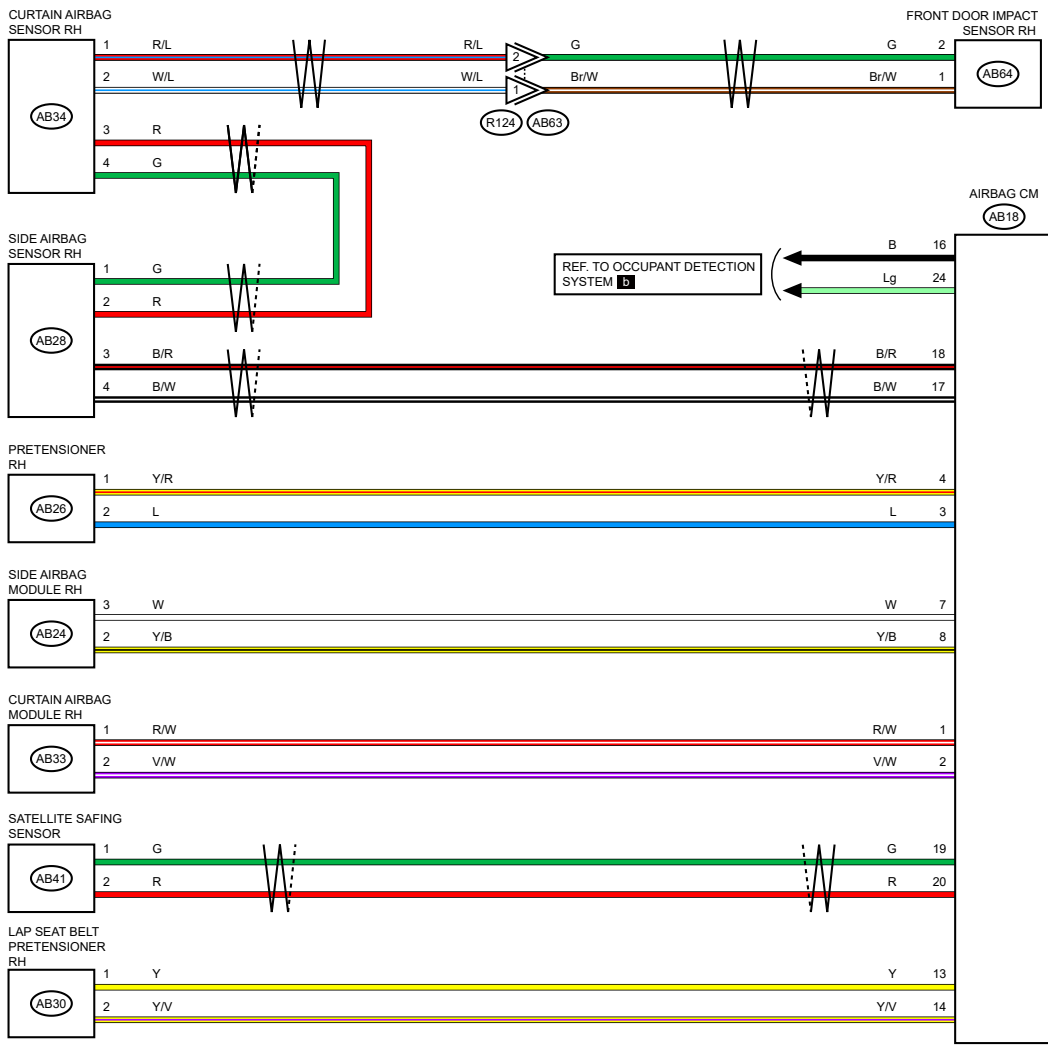 CURTAIN AIRBAG
SENSOR RH
FRONT DOOR IMPACT
SENSOR RH
1 R/L R/L 2 G G 2
2 W/L W/L 1 Br/W Br/W 1
AB34
AB64
R124 AB63
3 R
4 G
SIDE AIRBAG
SENSOR RH
AIRBAG CM
AB18
B 16
REF. TO OCCUPANT DETECTION
SYSTEM b
Lg 24
1 G
2 R
AB28
3 B/R B/R 18
4 B/W B/W 17
PRETENSIONER
RH
AB26
1 Y/R Y/R 4
2 L L 3
SIDE AIRBAG
MODULE RH
AB24
3 W W 7
2 Y/B Y/B 8
CURTAIN AIRBAG
MODULE RH
AB33
1 R/W R/W 1
2 V/W V/W 2
SATELLITE SAFING
SENSOR
AB41
1 G G 19
2 R R 20
LAP SEAT BELT
PRETENSIONER
RH
AB30
1 Y Y 13
2 Y/V Y/V 14